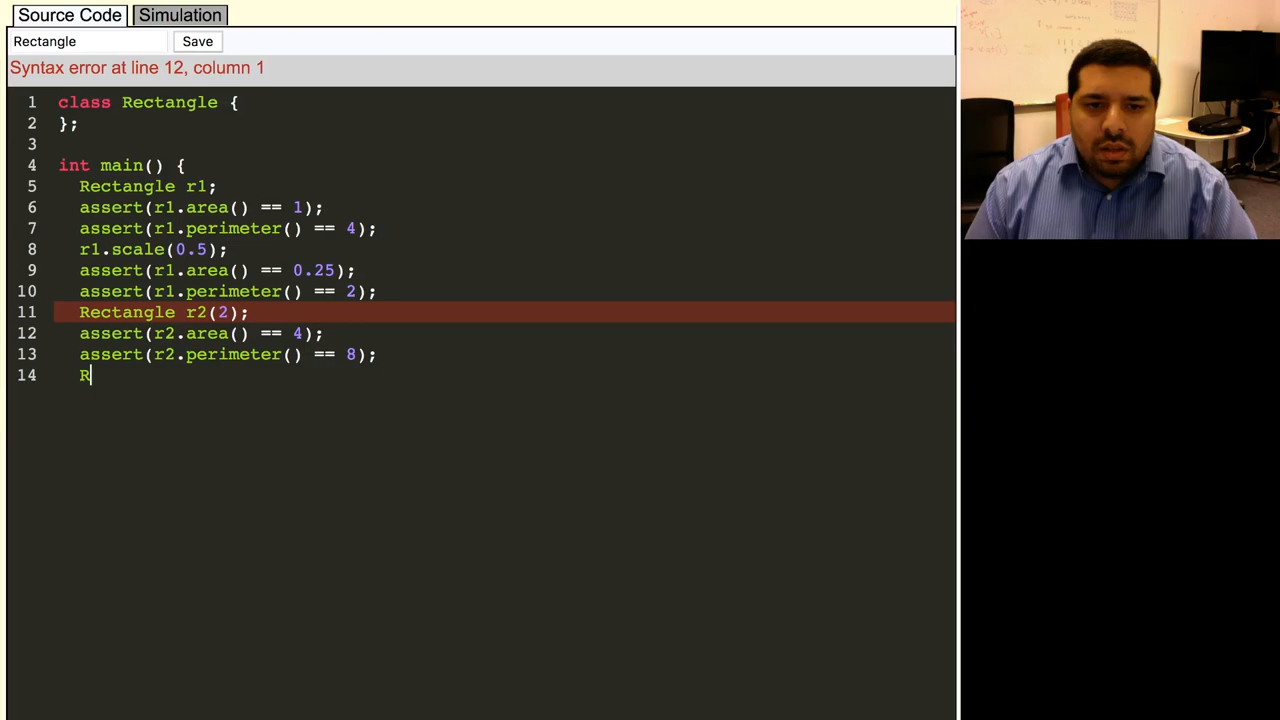 Source Code Simulation
Rectangle Save
Syntax error at line 12, column 1
1 class Rectangle {
2 };
3
4 int main() {
5 Rectangle r1;
6 assert(r1.area() == 1);
7 assert(r1.perimeter() == 4);
8 r1.scale(0.5);
9 assert(r1.area() == 0.25);
10 assert(r1.perimeter() == 2);
11 Rectangle r2(2);
12 assert(r2.area() == 4);
13 assert(r2.perimeter() == 8);
14 R